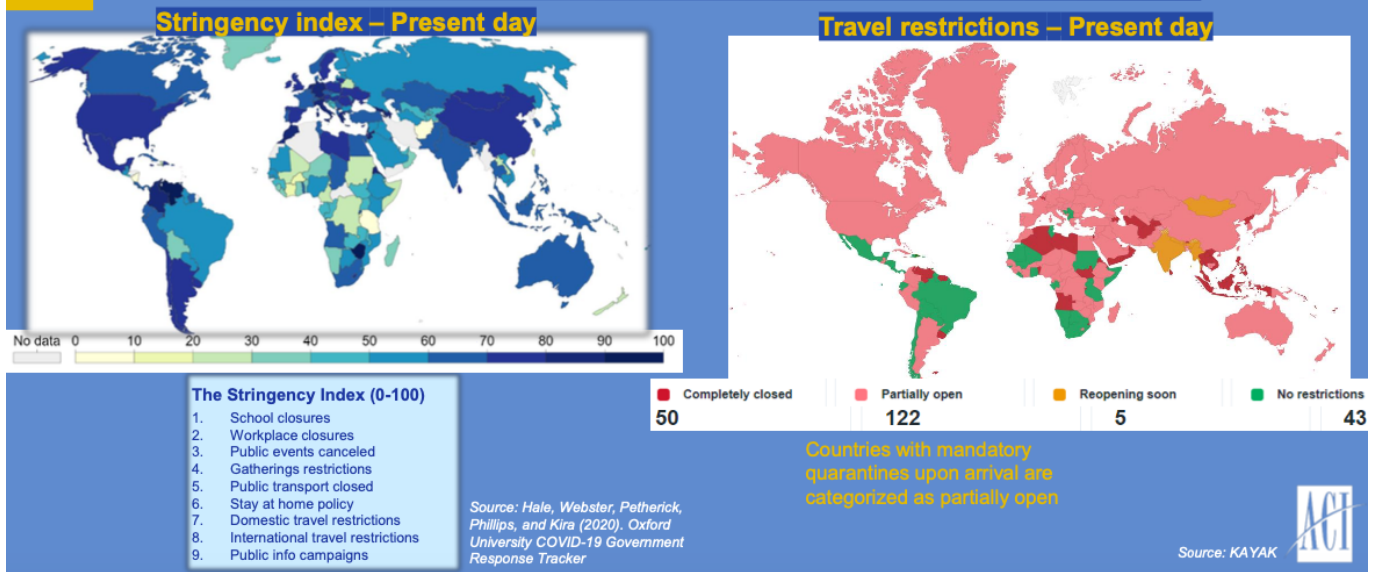 Stringency index – Present day
No data 0 10 20 30 40 50 60 70 80 90 100
The Stringency Index (0-100)
1. School closures
2. Workplace closures
3. Public events canceled
4. Gatherings restrictions
5. Public transport closed
6. Stay at home policy
7. Domestic travel restrictions
8. International travel restrictions
9. Public info campaigns
Source: Hale, Webster, Petherick,
Phillips, and Kira (2020). Oxford
University COVID-19 Government
Response Tracker
Travel restrictions – Present day
Completely closed Partially open Reopening soon No restrictions
50 122 5 43
Countries with mandatory
quarantines upon arrival are
categorized as partially open
Source: KAYAK
ACI